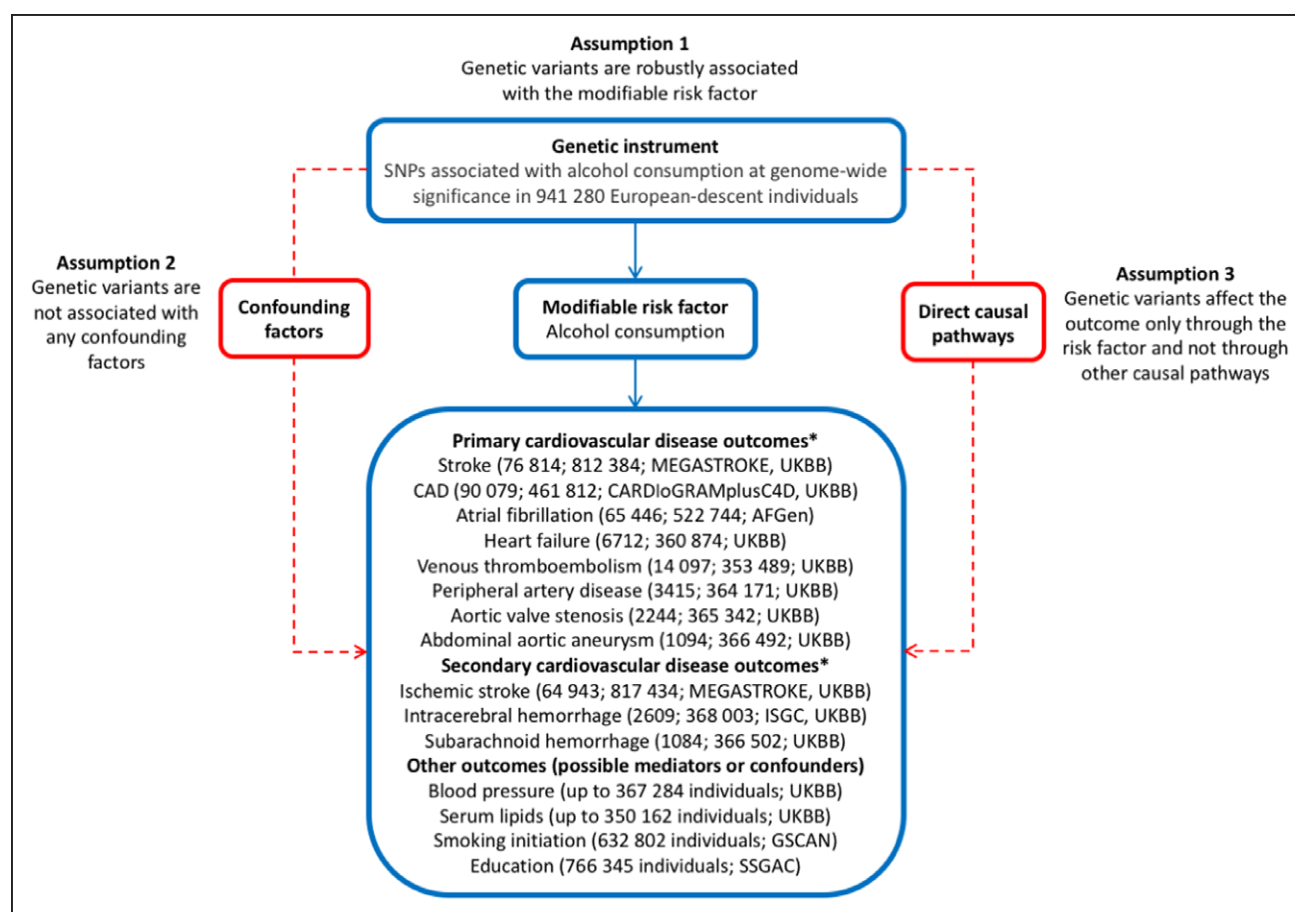 Assumption 1
Genetic variants are robustly associated
with the modifiable risk factor
Genetic instrument
SNPs associated with alcohol consumption at genome-wide
significance in 941 280 European-descent individuals
Assumption 2
Genetic variants are
not associated with
any confounding
factors
Confounding
factors
Modifiable risk factor
Alcohol consumption
Direct causal
pathways
Assumption 3
Genetic variants affect the
outcome only through the
risk factor and not through
other causal pathways
Primary cardiovascular disease outcomes*
Stroke (76 814; 812 384; MEGASTROKE, UKBB)
CAD (90 079; 461 812; CARDIoGRAMplusC4D, UKBB)
Atrial fibrillation (65 446; 522 744; AFGen)
Heart failure (6712; 360 874; UKBB)
Venous thromboembolism (14 097; 353 489; UKBB)
Peripheral artery disease (3415; 364 171; UKBB)
Aortic valve stenosis (2244; 365 342; UKBB)
Abdominal aortic aneurysm (1094; 366 492; UKBB)
Secondary cardiovascular disease outcomes*
Ischemic stroke (64 943; 817 434; MEGASTROKE, UKBB)
Intracerebral hemorrhage (2609; 368 003; ISGC, UKBB)
Subarachnoid hemorrhage (1084; 366 502; UKBB)
Other outcomes (possible mediators or confounders)
Blood pressure (up to 367 284 individuals; UKBB)
Serum lipids (up to 350 162 individuals; UKBB)
Smoking initiation (632 802 individuals; GSCAN)
Education (766 345 individuals; SSGAC)